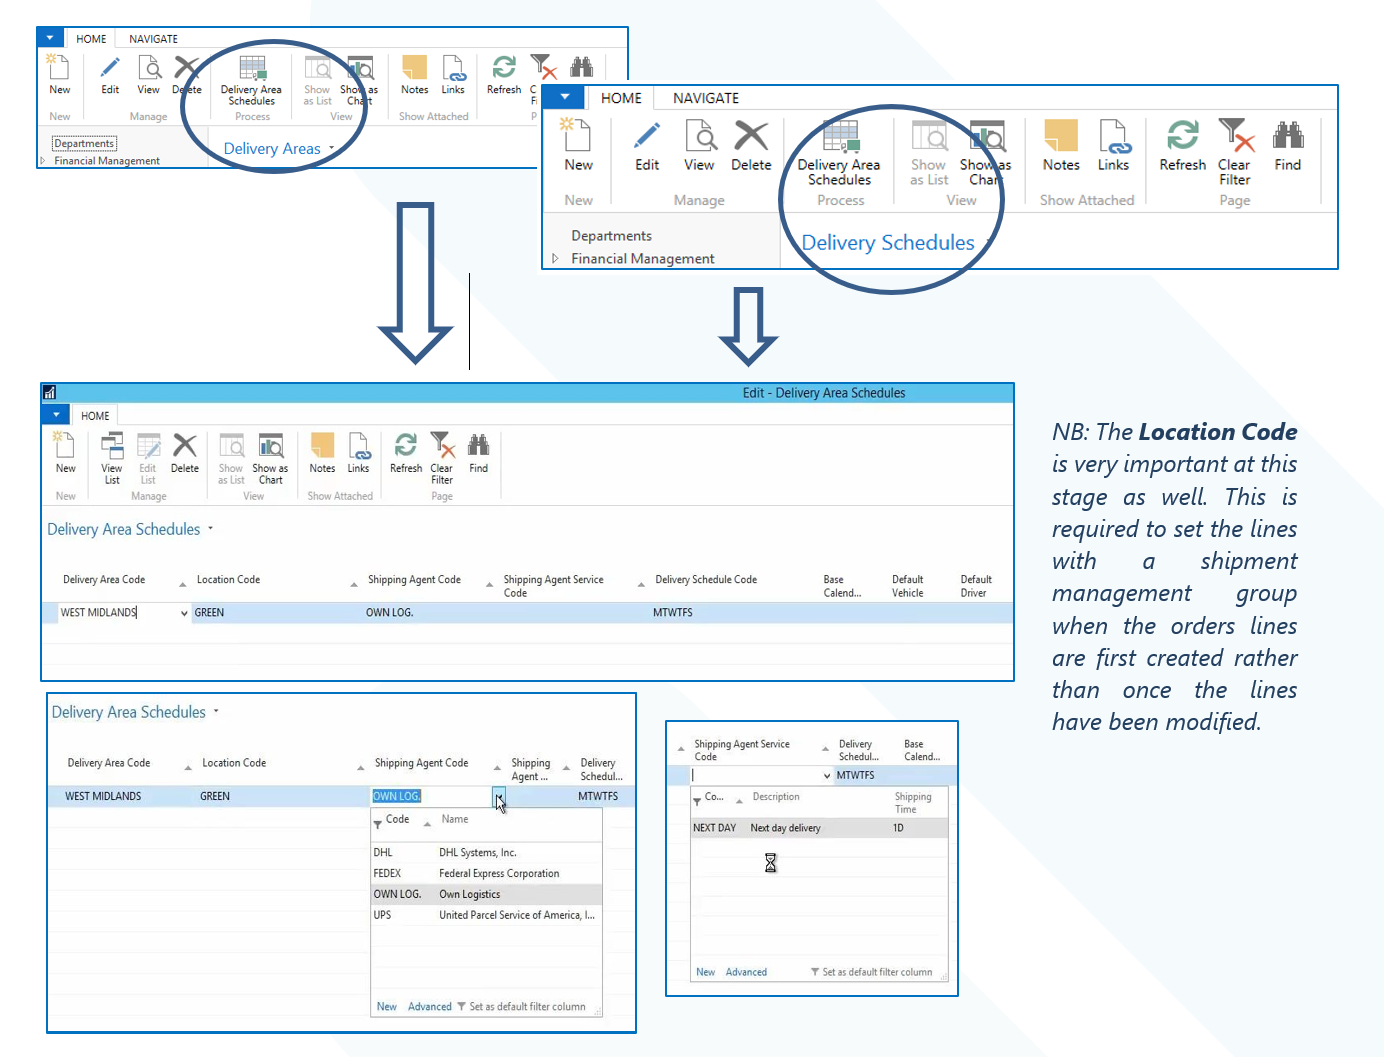 HOME NAVIGATE
New Edit View Delete Delivery Area Schedules Show as List Show as Chart Notes Links Refresh
New Manage Process View Show Attached
Departments
Financial Management
Delivery Areas
HOME NAVIGATE
New Edit View Delete Delivery Area Schedules Show as List Show as Chart Notes Links Refresh Clear Filter Find
New Manage Process View Show Attached Page
Departments
Financial Management
Delivery Schedules
Edit - Delivery Area Schedules
HOME
New View List Edit List Delete Show as List Show as Chart Notes Links Refresh Clear Filter Find
New Manage View Show Attached Page
Delivery Area Schedules
Delivery Area Code Location Code Shipping Agent Code Shipping Agent Service Code Delivery Schedule Code Base Calend... Default Vehicle Default Driver
WEST MIDLANDS GREEN OWN LOG. MTWTFS
NB: The Location Code
is very important at this
stage as well. This is
required to set the lines
with a shipment
management group
when the orders lines
are first created rather
than once the lines
have been modified.
Delivery Area Schedules
Delivery Area Code Location Code Shipping Agent Code Shipping Agent ... Delivery Schedul...
WEST MIDLANDS GREEN OWN LOG. MTWTFS
Code Name
DHL DHL Systems, Inc.
FEDEX Federal Express Corporation
OWN LOG. Own Logistics
UPS United Parcel Service of America, I...
New Advanced Set as default filter column
Shipping Agent Service Code Delivery Schedul... Base Calend...
MTWTFS
Co... Description Shipping Time
NEXT DAY Next day delivery 1D
New Advanced Set as default filter column